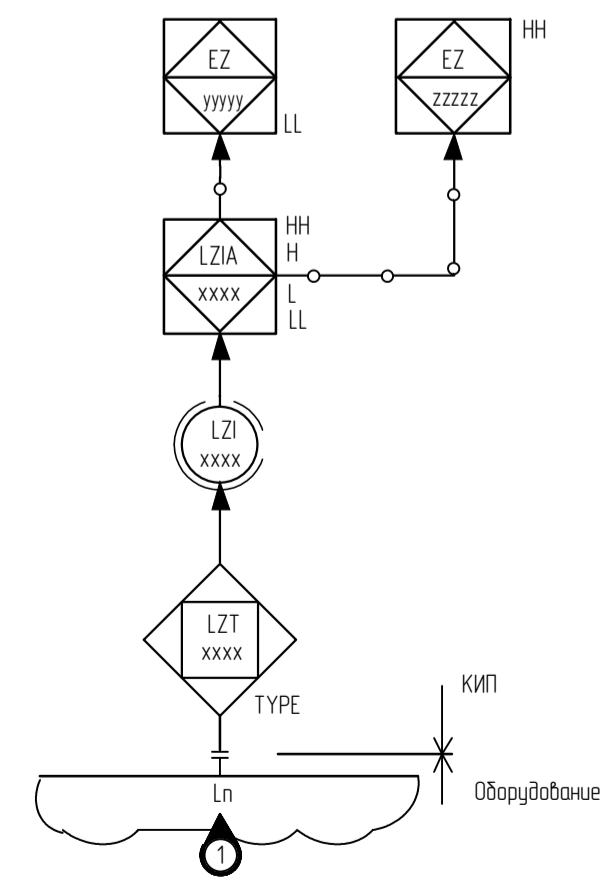 EZ
yyyyy
LL
EZ
zzzzz
HH
LZIA
xxxx
HH
H
L
LL
LZI
xxxx
LZT
xxxx
TYPE
КИП
Оборудование
Ln
1